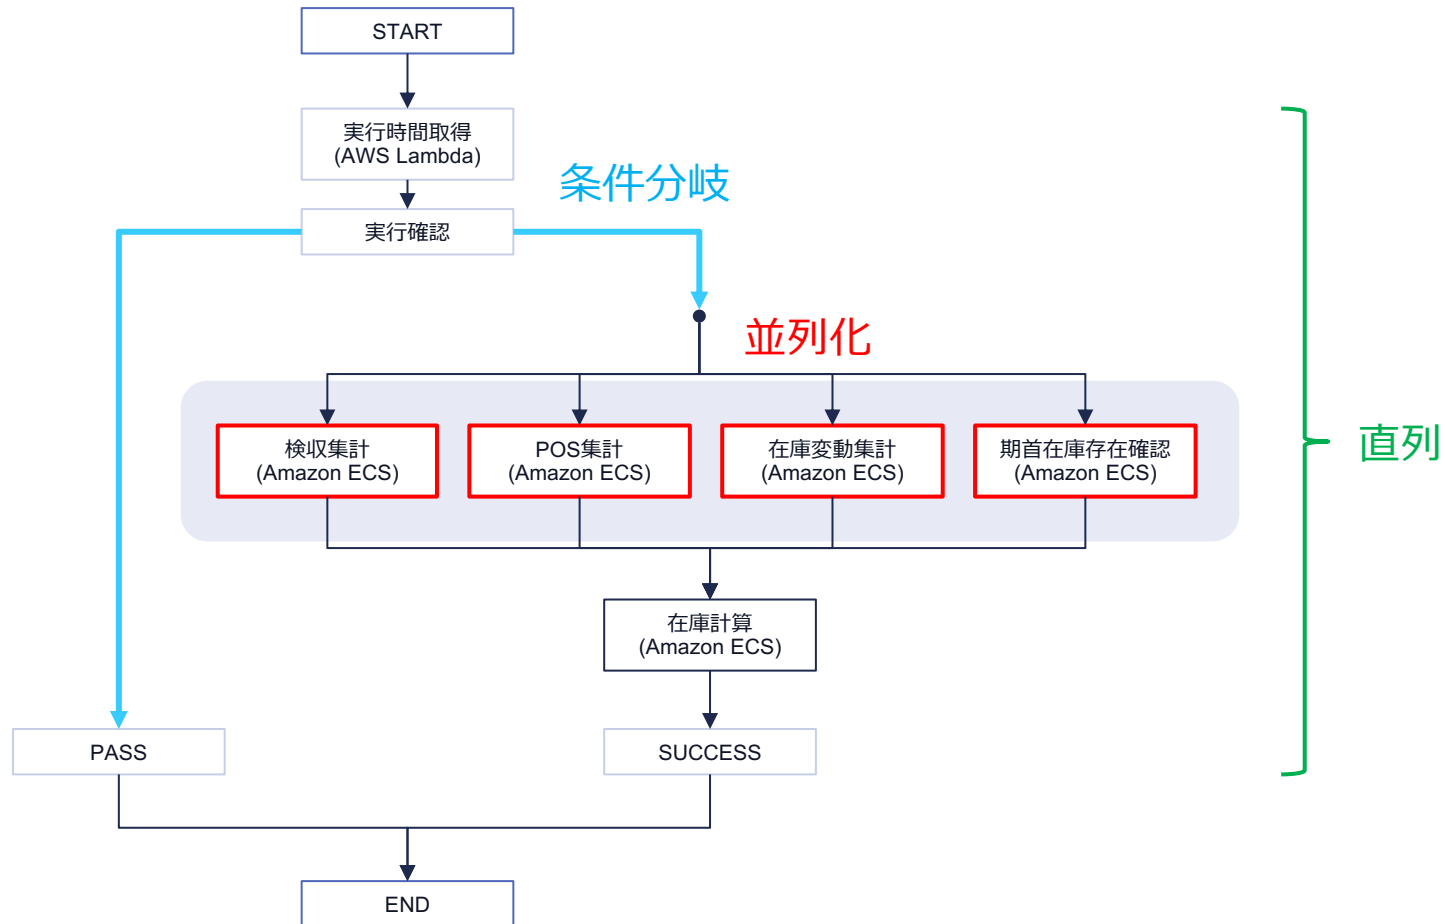 START
実行時間取得
(AWS Lambda)
条件分岐
実行確認
並列化
検収集計
(Amazon ECS)
POS集計
(Amazon ECS)
在庫変動集計
(Amazon ECS)
期首在庫存在確認
(Amazon ECS)
直列
在庫計算
(Amazon ECS)
PASS
SUCCESS
END